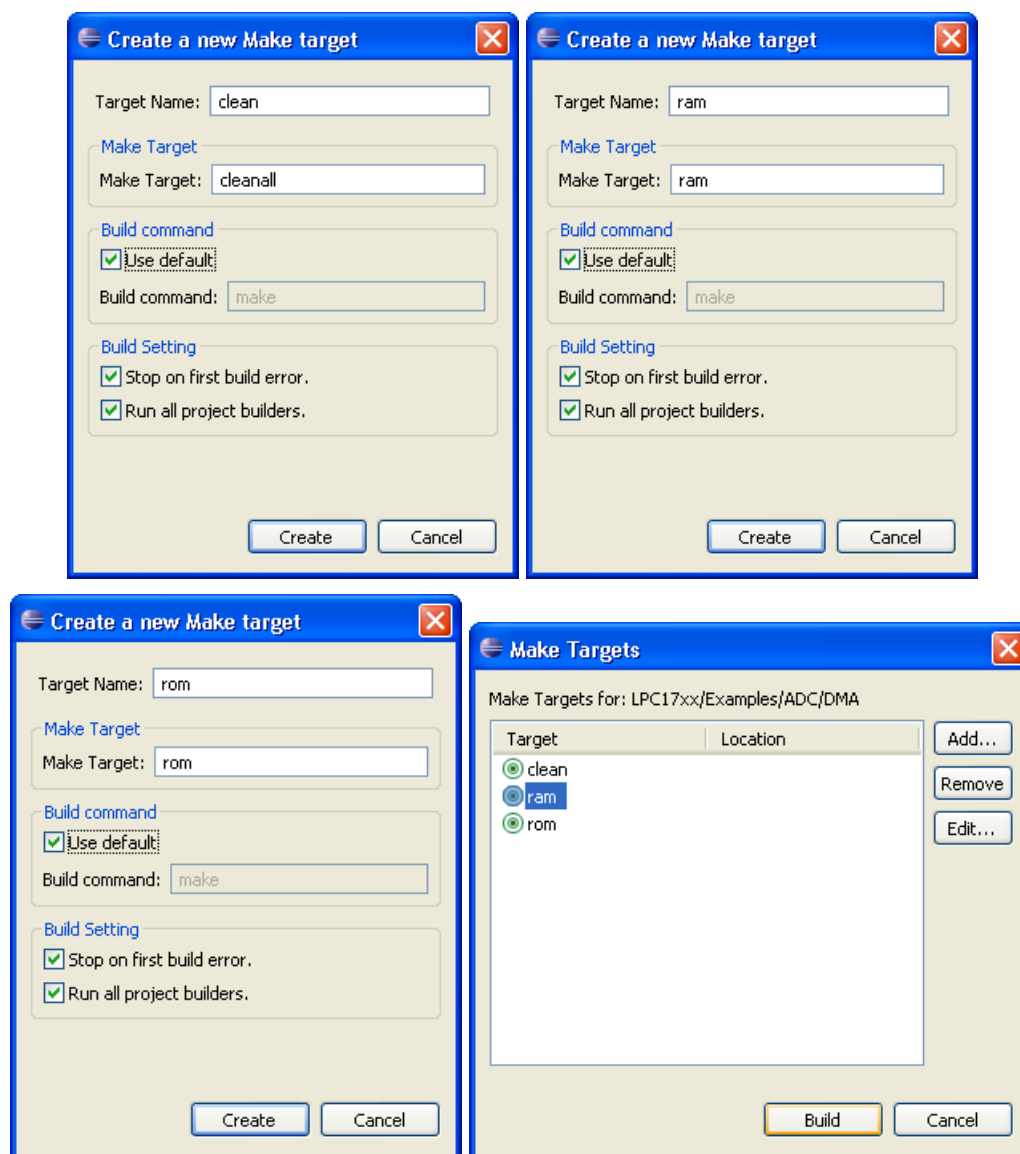 Create a new Make target
Target Name: clean
Make Target
Make Target: cleanall
Build command
Use default
Build command: make
Build Setting
Stop on first build error.
Run all project builders.
Create Cancel
Create a new Make target
Target Name: ram
Make Target
Make Target: ram
Build command
Use default
Build command: make
Build Setting
Stop on first build error.
Run all project builders.
Create Cancel
Create a new Make target
Target Name: rom
Make Target
Make Target: rom
Build command
Use default
Build command: make
Build Setting
Stop on first build error.
Run all project builders.
Create Cancel
Make Targets
Make Targets for: LPC17xx/Examples/ADC/DMA
Target Location
clean
ram
rom
Add...
Remove
Edit...
Build Cancel